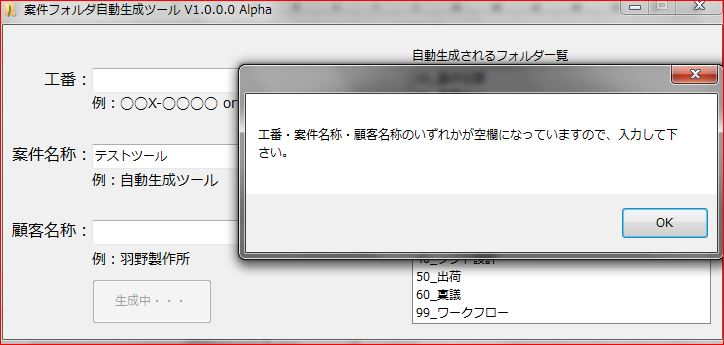 案件フォルダ自動生成ツール V1.0.0.0 Alpha
自動生成されるフォルダ一覧
工番：
例：○○X-○○○○ or
工番・案件名称・顧客名称のいずれかが空欄になっていますので、入力して下
さい。
案件名称：テストツール
例：自動生成ツール
OK
顧客名称：
例：羽野製作所
50_出荷
60_稟議
99_ワークフロー
生成中・・・